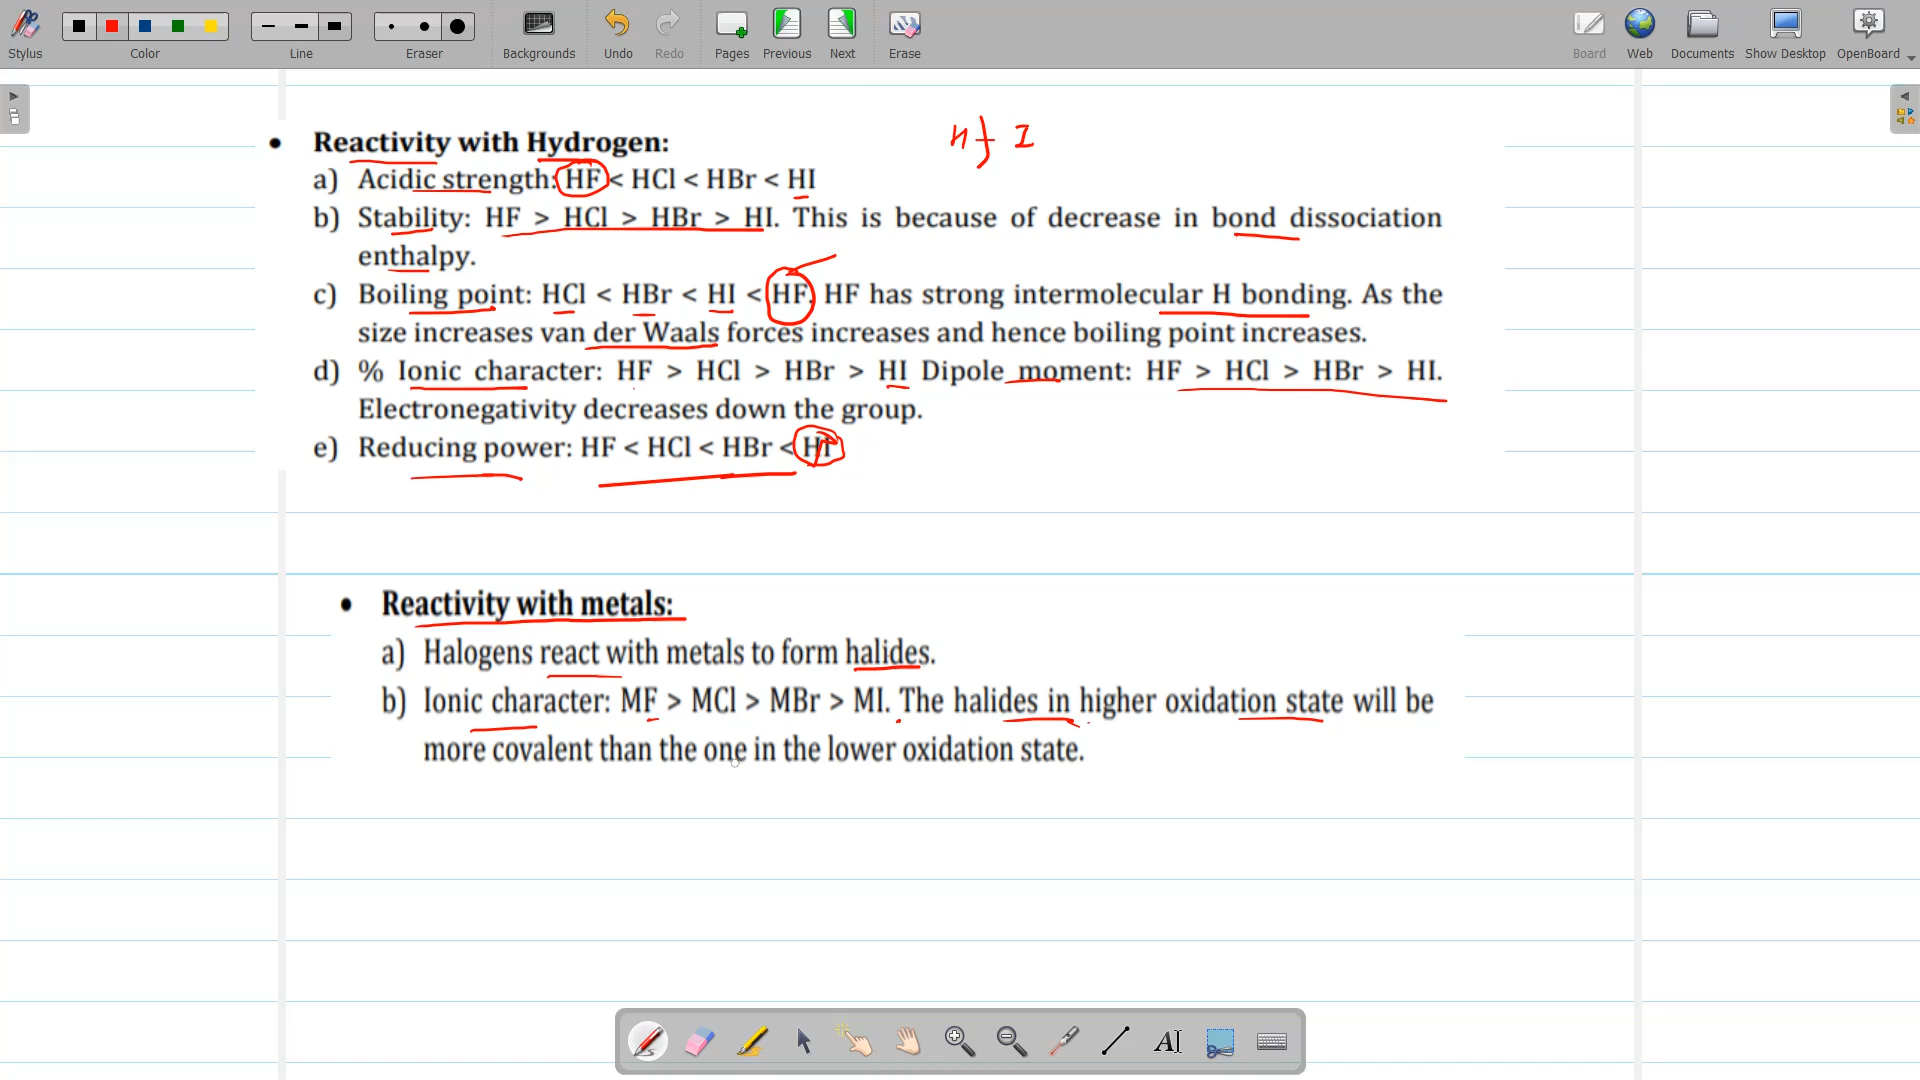 Stylus
Color
Line
Eraser
Backgrounds
Undo
Redo
Pages
Previous
Next
Erase
Board
Web
Documents
Show Desktop
OpenBoard
H I
• Reactivity with Hydrogen:
a) Acidic strength: HF < HCl < HBr < HI
b) Stability: HF > HCl > HBr > HI. This is because of decrease in bond dissociation
enthalpy.
c) Boiling point: HCl < HBr < HI < HF. HF has strong intermolecular H bonding. As the
size increases van der Waals forces increases and hence boiling point increases.
d) % Ionic character: HF > HCl > HBr > HI Dipole moment: HF > HCl > HBr > HI.
Electronegativity decreases down the group.
e) Reducing power: HF < HCl < HBr < HI
• Reactivity with metals:
a) Halogens react with metals to form halides.
b) Ionic character: MF > MCl > MBr > MI. The halides in higher oxidation state will be
more covalent than the one in the lower oxidation state.